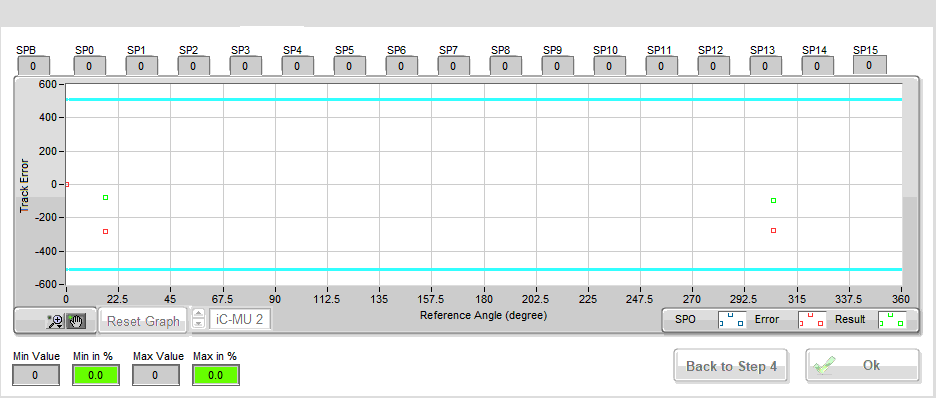 SPB SP0 SP1 SP2 SP3 SP4 SP5 SP6 SP7 SP8 SP9 SP10 SP11 SP12 SP13 SP14 SP15
0 0 0 0 0 0 0 0 0 0 0 0 0 0 0 0 0
600
400
200
0
-200
-400
-600
Track Error
0 22.5 45 67.5 90 112.5 135 157.5 180 202.5 225 247.5 270 292.5 315 337.5 360
Reference Angle (degree)
Reset Graph iC-MU 2 SPO Error Result
Min Value Min in % Max Value Max in %
0 0.0 0 0.0
Back to Step 4 Ok